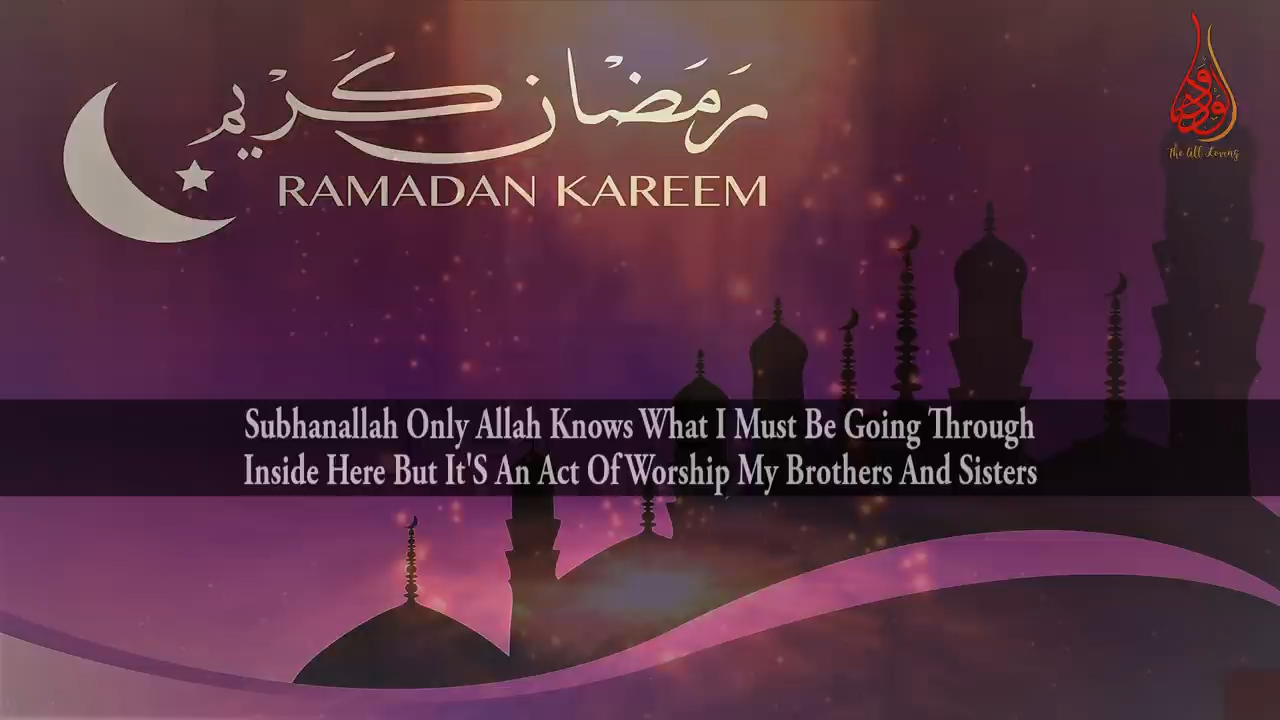 رَمَضَان كَرْيم
RAMADAN KAREEM
الودود
The All Loving
Subhanallah Only Allah Knows What I Must Be Going Through
Inside Here But It'S An Act Of Worship My Brothers And Sisters